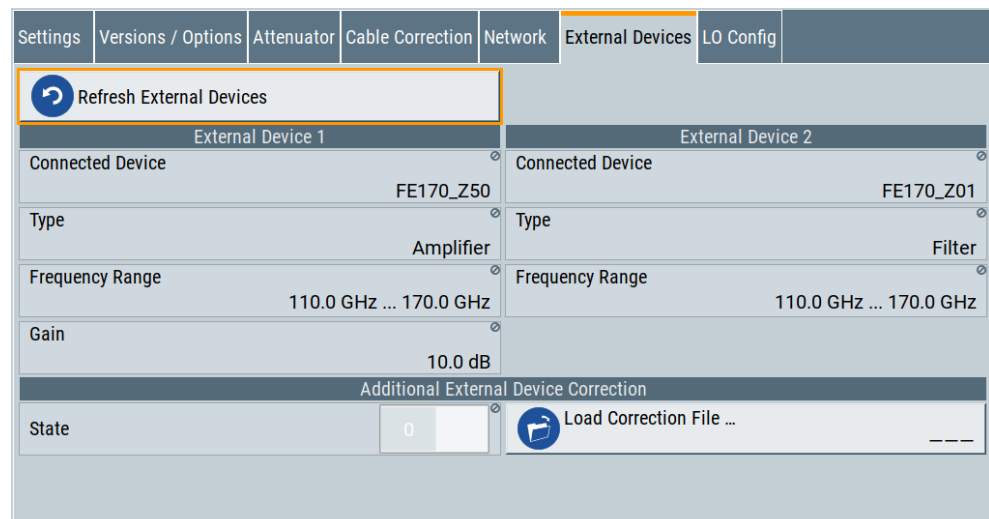 Settings Versions / Options Attenuator Cable Correction Network External Devices LO Config
Refresh External Devices
External Device 1
Connected Device
FE170_Z50
Type
Amplifier
Frequency Range
110.0 GHz ... 170.0 GHz
Gain
10.0 dB
External Device 2
Connected Device
FE170_Z01
Type
Filter
Frequency Range
110.0 GHz ... 170.0 GHz
Additional External Device Correction
State
0
Load Correction File ...
___